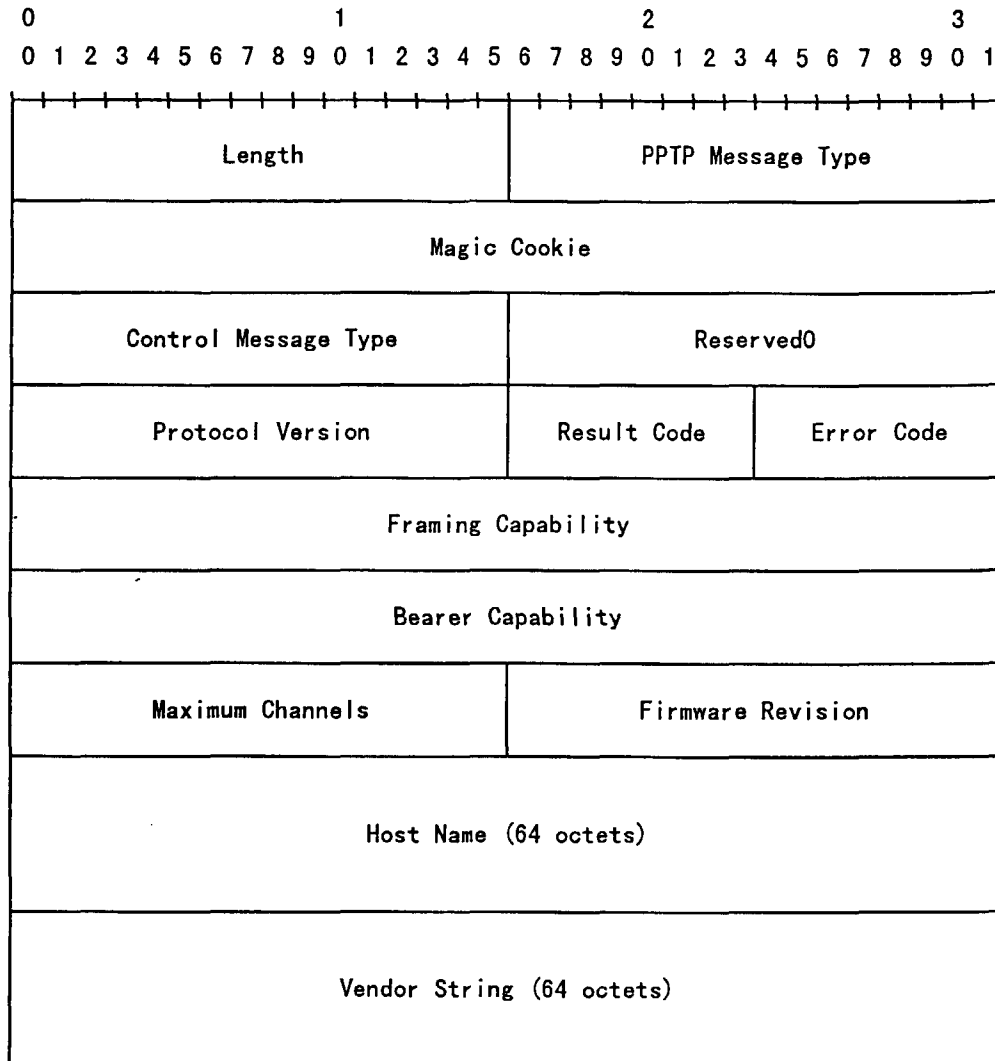 0 1 2 3
0 1 2 3 4 5 6 7 8 9 0 1 2 3 4 5 6 7 8 9 0 1 2 3 4 5 6 7 8 9 0 1
Length PPTP Message Type
Magic Cookie
Control Message Type Reserved0
Protocol Version Result Code Error Code
Framing Capability
Bearer Capability
Maximum Channels Firmware Revision
Host Name (64 octets)
Vendor String (64 octets)